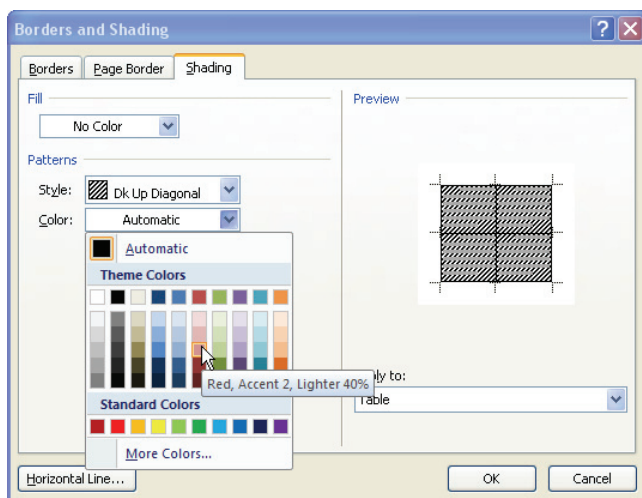 Borders and Shading
Borders Page Border Shading
Fill
No Color
Patterns
Style: Dk Up Diagonal
Color: Automatic
Automatic
Theme Colors
Red, Accent 2, Lighter 40%
Standard Colors
More Colors...
Preview
to:
Table
Horizontal Line...
OK Cancel